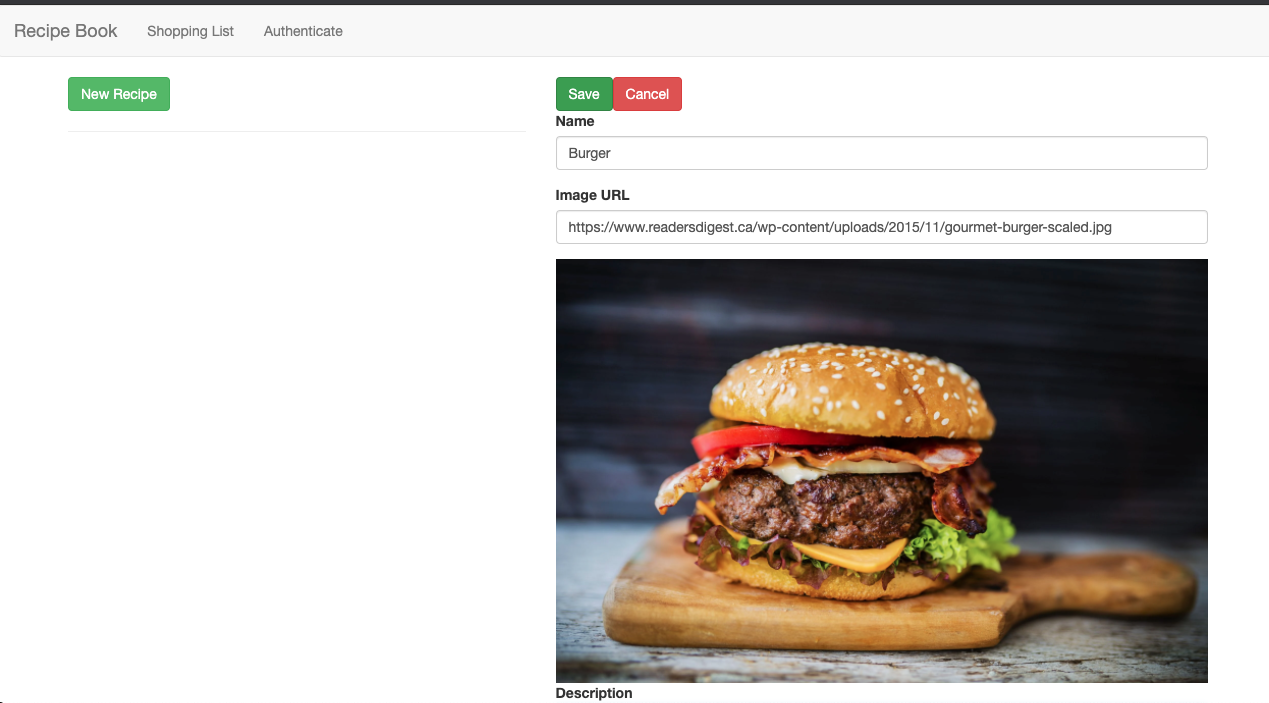 Recipe Book Shopping List Authenticate
New Recipe
Save Cancel
Name
Burger
Image URL
https://www.readersdigest.ca/wp-content/uploads/2015/11/gourmet-burger-scaled.jpg
Description